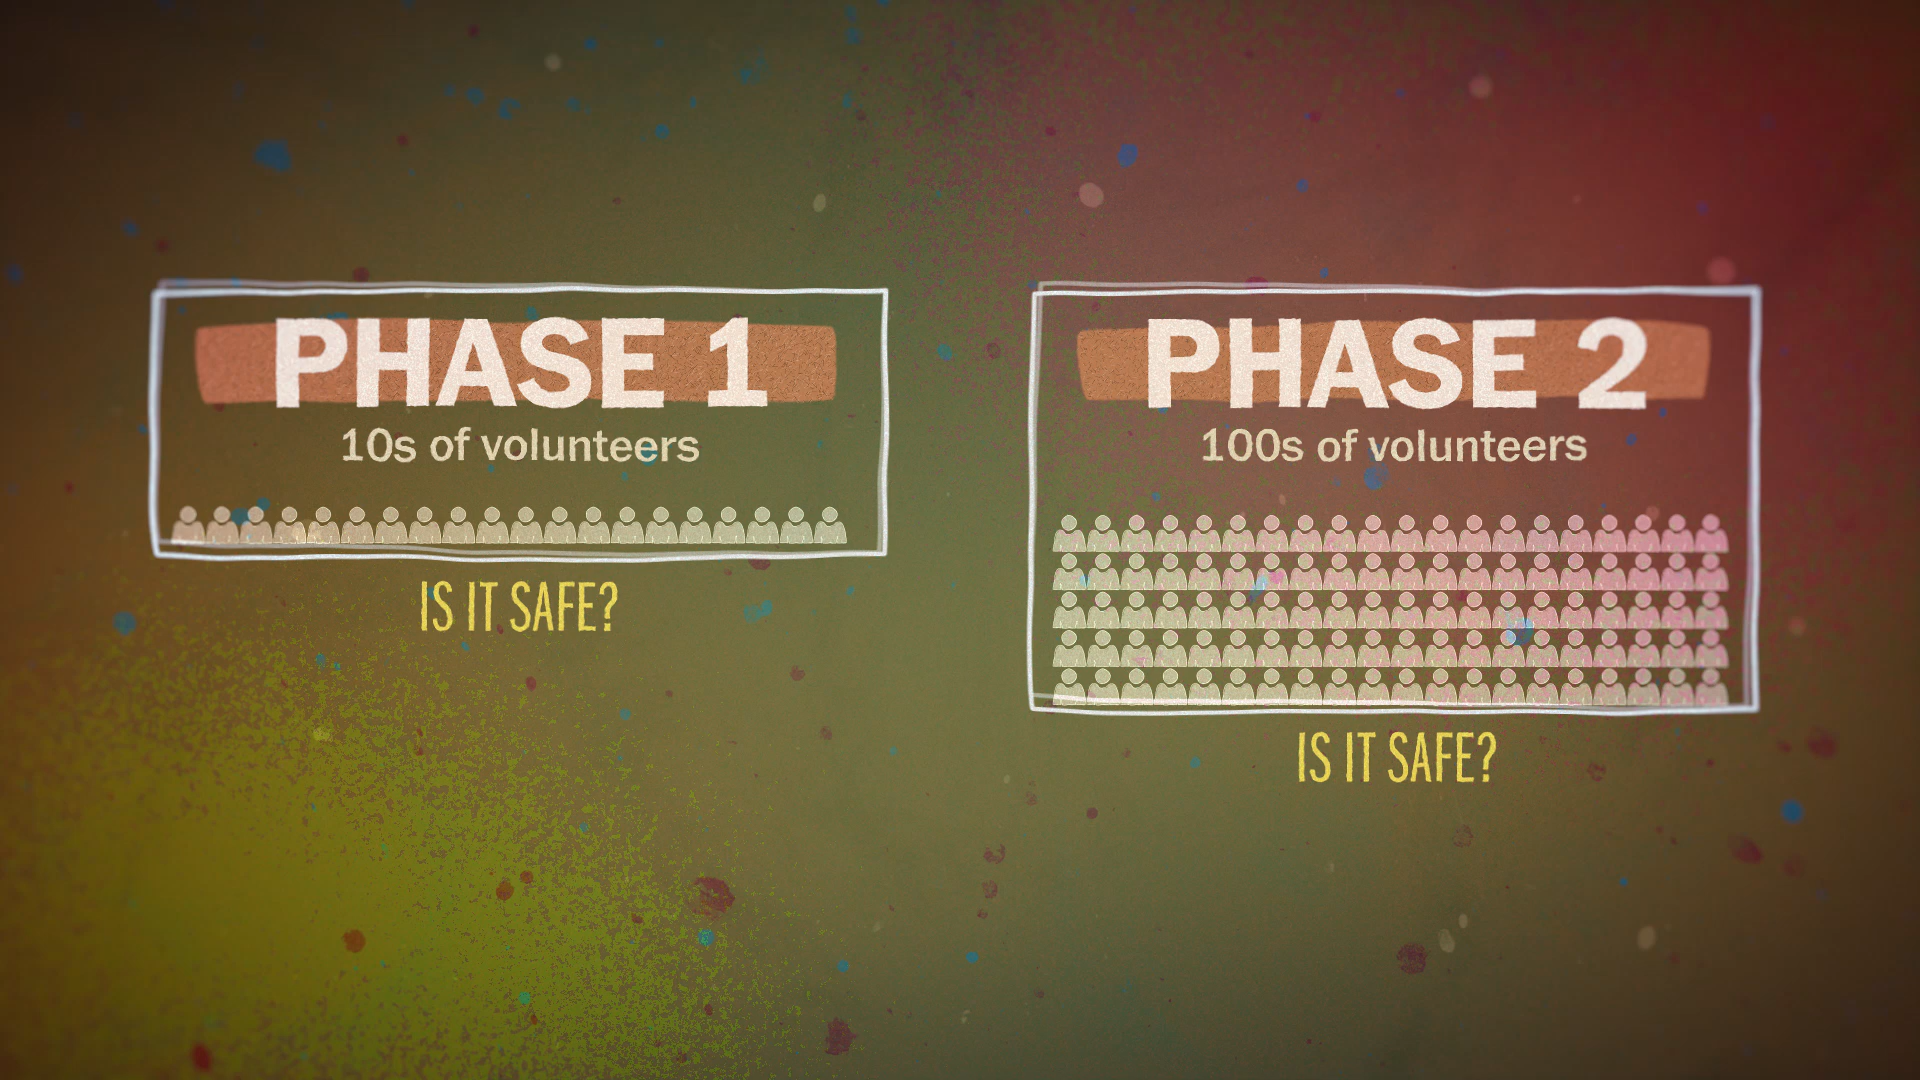 PHASE 1
10s of volunteers
IS IT SAFE?
PHASE 2
100s of volunteers
IS IT SAFE?